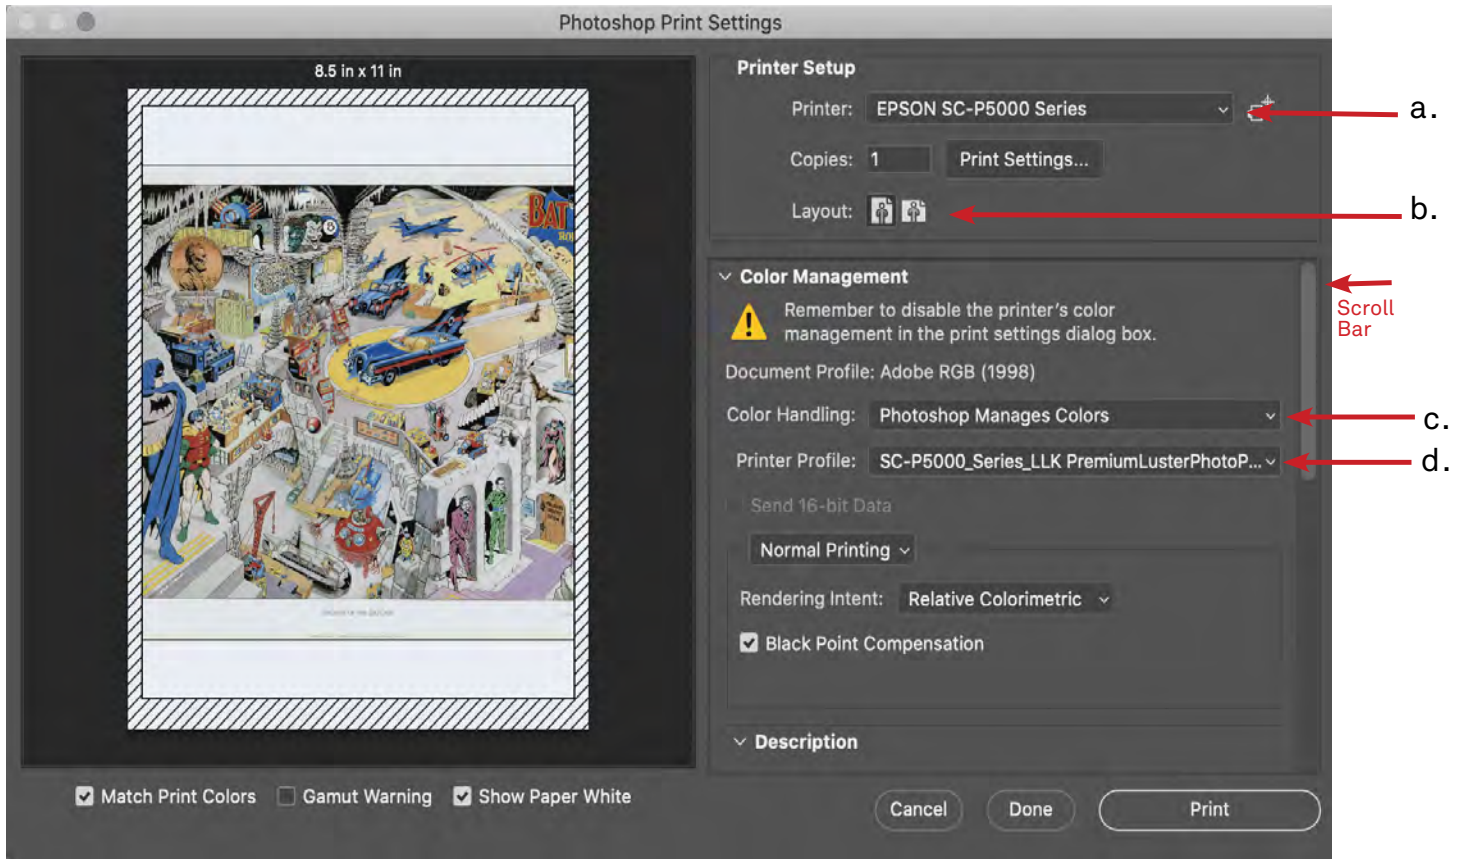 Photoshop Print Settings
8.5 in x 11 in
BAT
Printer Setup
Printer: EPSON SC-P5000 Series
a.
Copies: 1 Print Settings...
Layout:
b.
Color Management
Remember to disable the printer's color
management in the print settings dialog box.
Scroll
Bar
Document Profile: Adobe RGB (1998)
Color Handling: Photoshop Manages Colors
c.
Printer Profile: SC-P5000_Series_LLK PremiumLusterPhotoP...
d.
Send 16-bit Data
Normal Printing
Rendering Intent: Relative Colorimetric
Black Point Compensation
Description
Match Print Colors Gamut Warning Show Paper White
Cancel Done Print